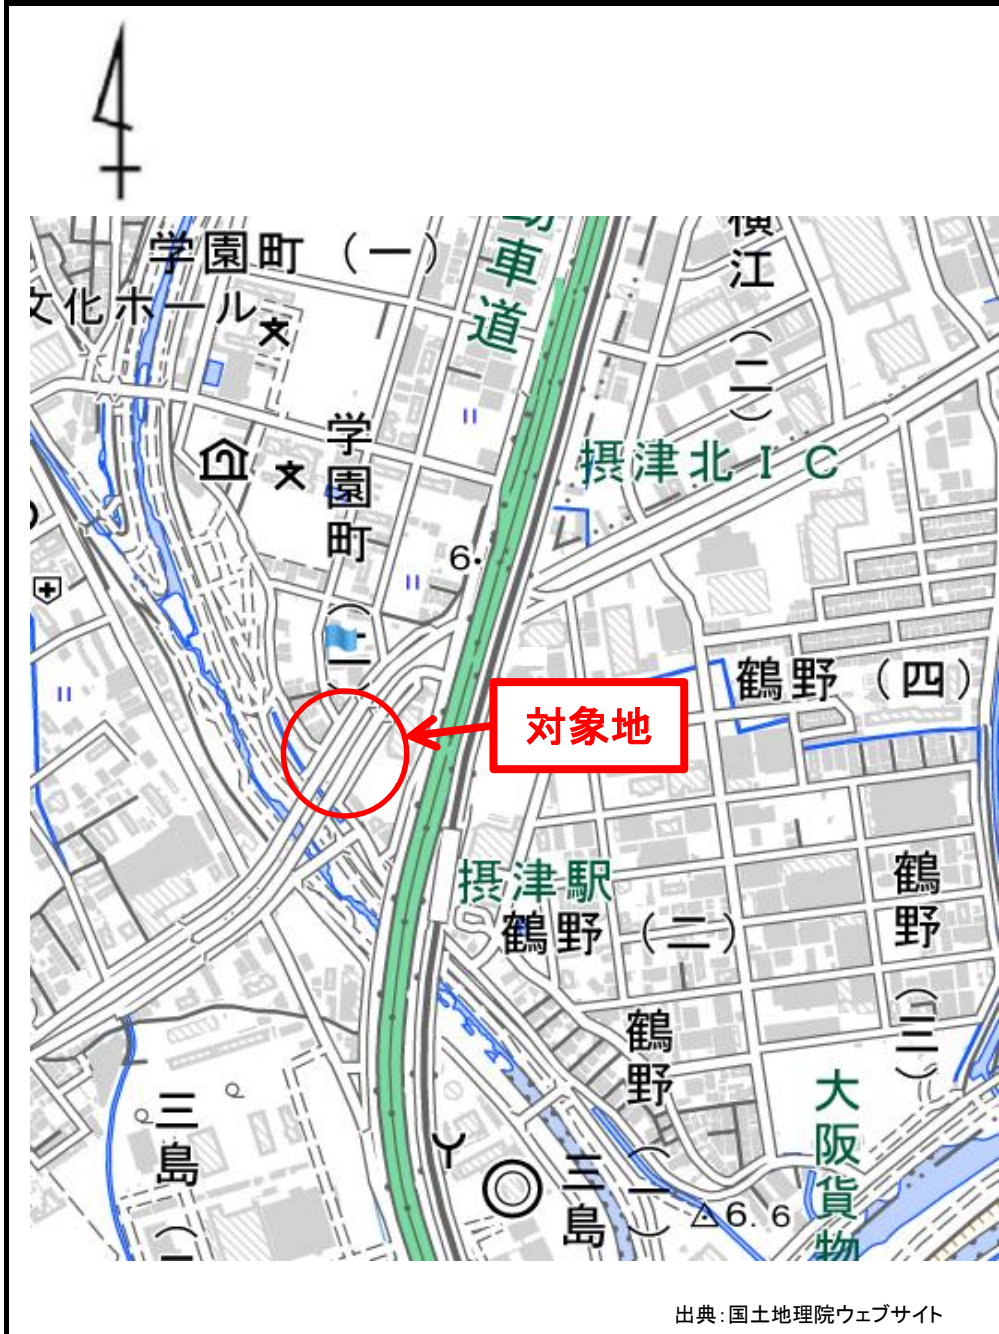 学園町（一）
文化ホール
動車道
横江（二）
学園町（二）
摂津北IC
6.
鶴野（四）
対象地
摂津駅
鶴野（二）
鶴野（三）
鶴野（一）
三島（二
三島
大阪貨物
6.6
出典：国土地理院ウェブサイト